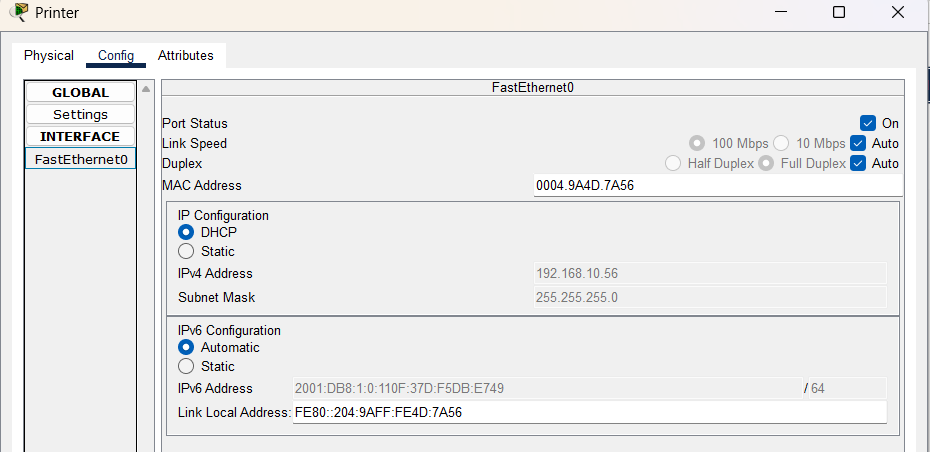 Printer
Physical Config Attributes
GLOBAL
Settings
INTERFACE
FastEthernet0
FastEthernet0
Port Status On
Link Speed 100 Mbps 10 Mbps Auto
Duplex Half Duplex Full Duplex Auto
MAC Address 0004.9A4D.7A56
IP Configuration
DHCP
Static
IPv4 Address 192.168.10.56
Subnet Mask 255.255.255.0
IPv6 Configuration
Automatic
Static
IPv6 Address 2001:DB8:1:0:110F:37D:F5DB:E749 / 64
Link Local Address: FE80::204:9AFF:FE4D:7A56